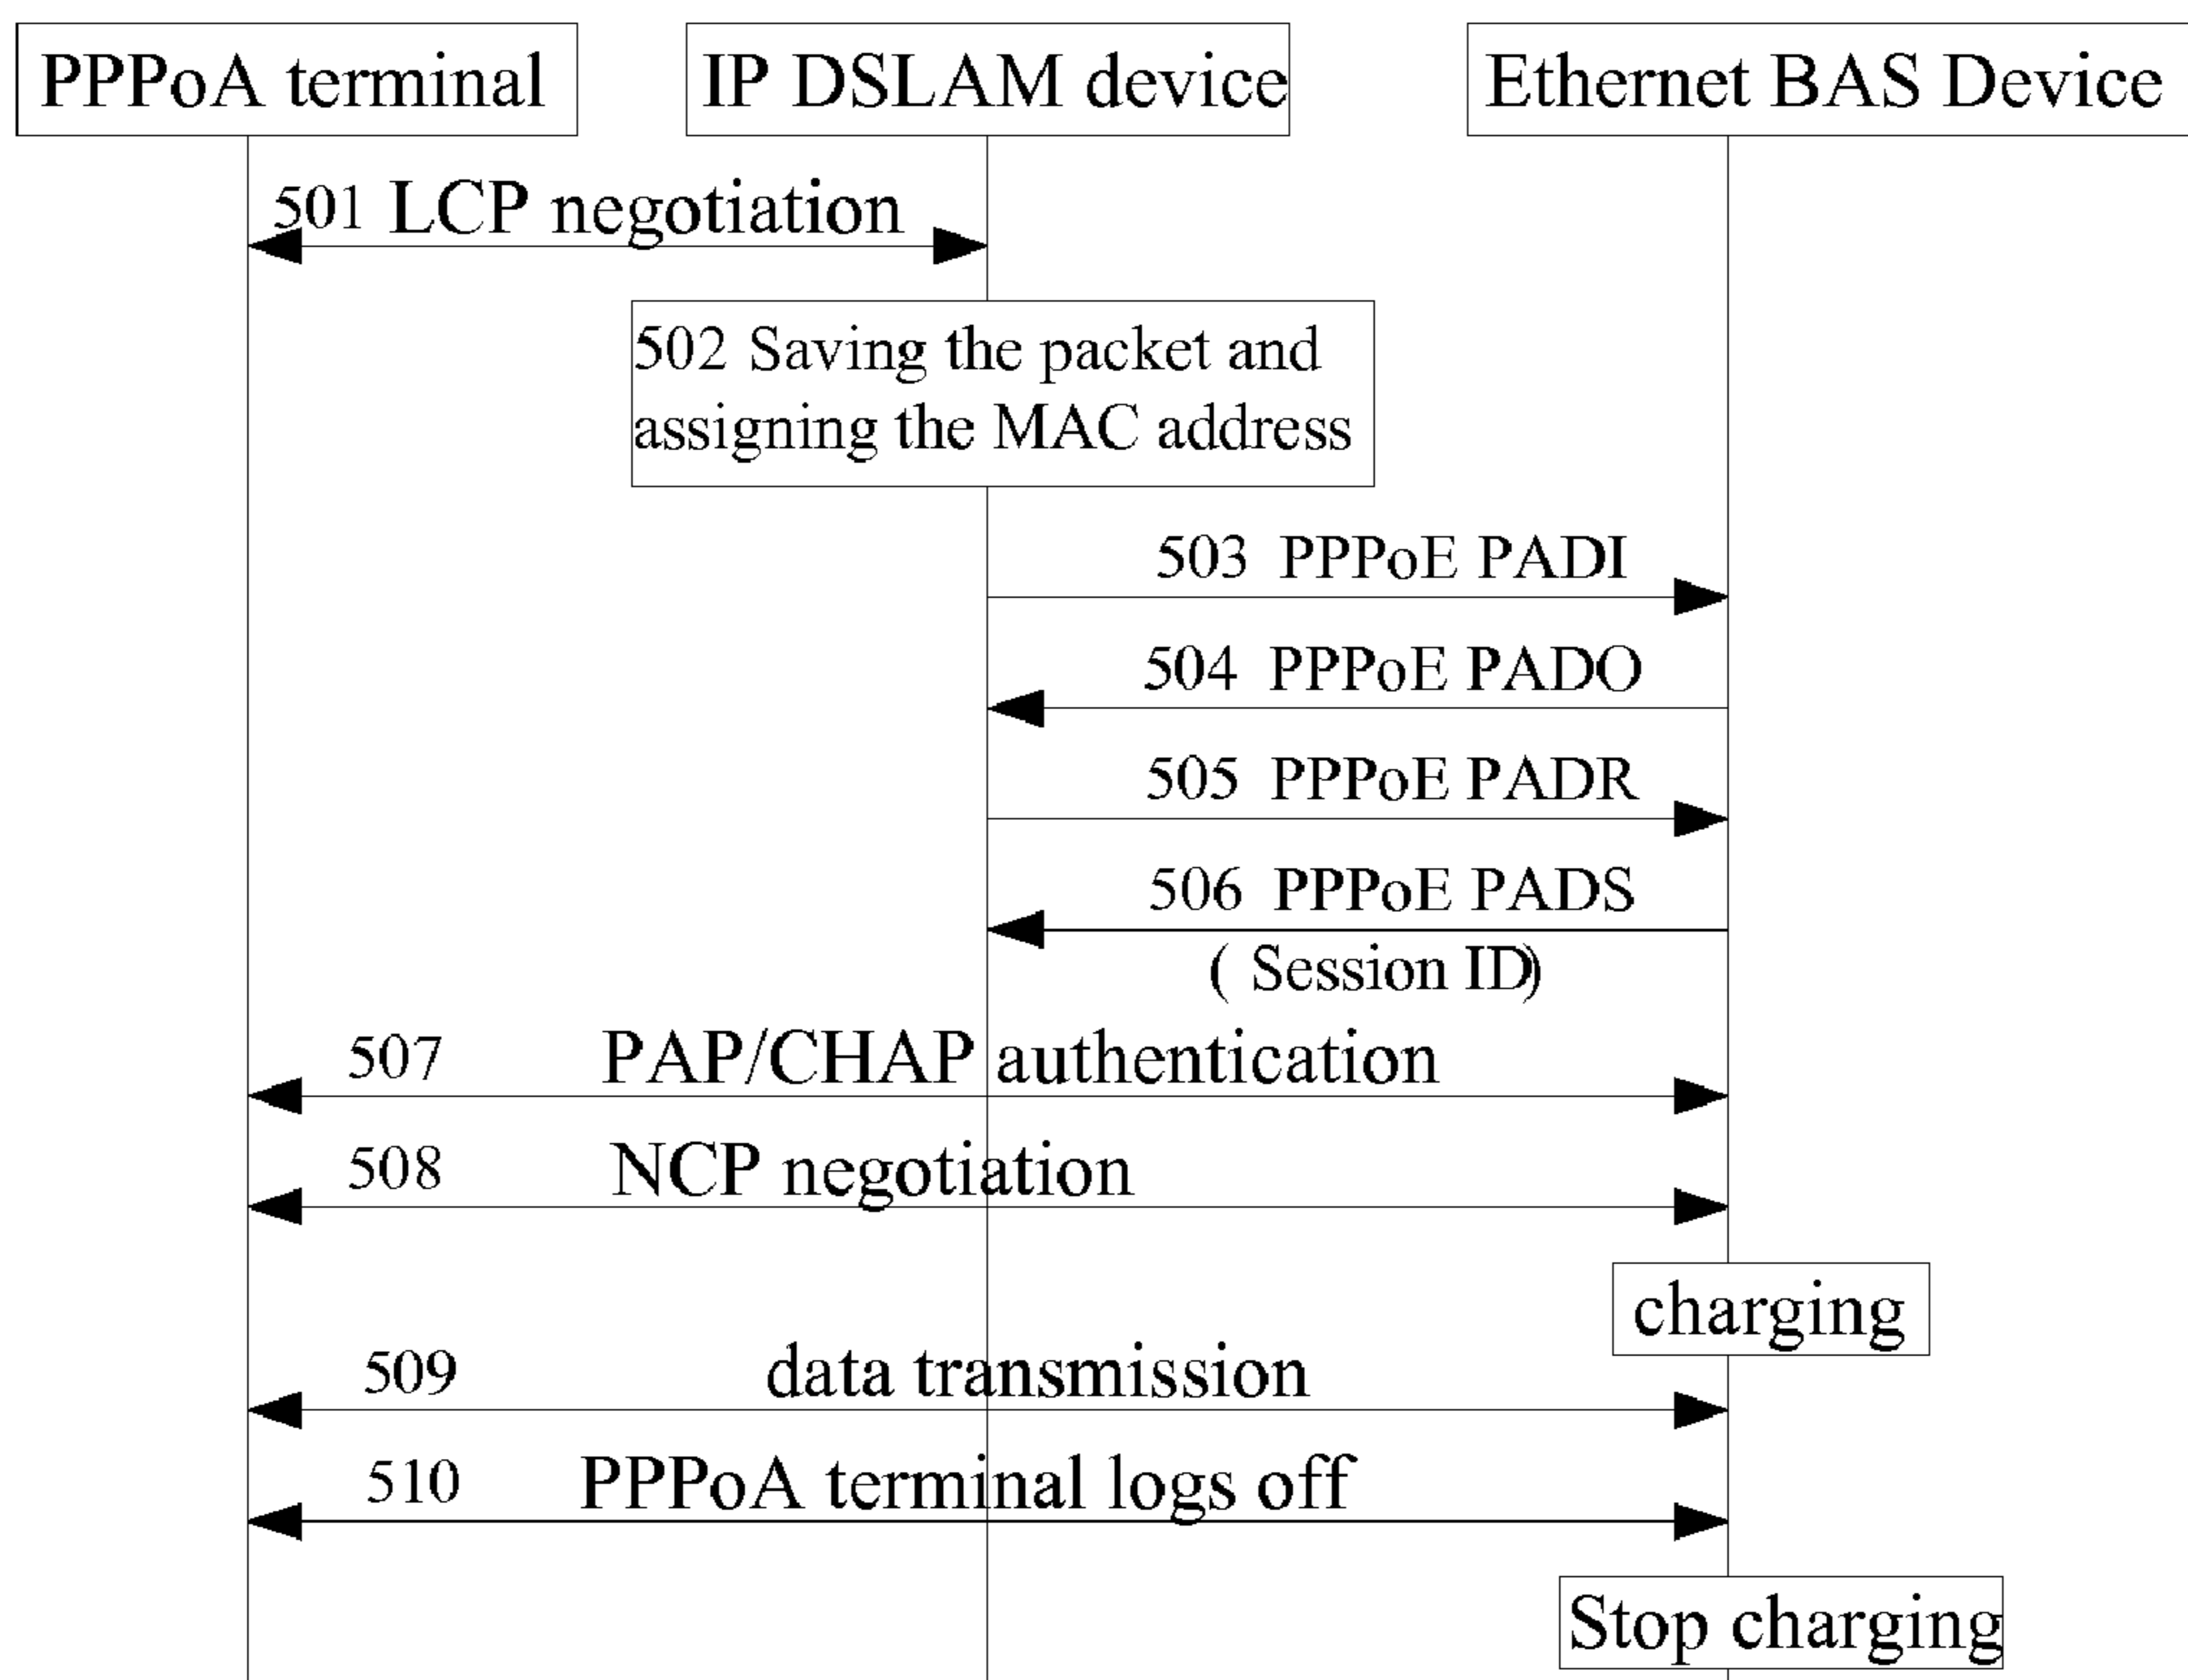 PPPoA terminal
IP DSLAM device
Ethernet BAS Device
501 LCP negotiation
502 Saving the packet and
assigning the MAC address
503 PPPoE PADI
504 PPPoE PADO
505 PPPoE PADR
506 PPPoE PADS
( Session ID)
507 PAP/CHAP authentication
508 NCP negotiation
charging
509 data transmission
510 PPPoA terminal logs off
Stop charging